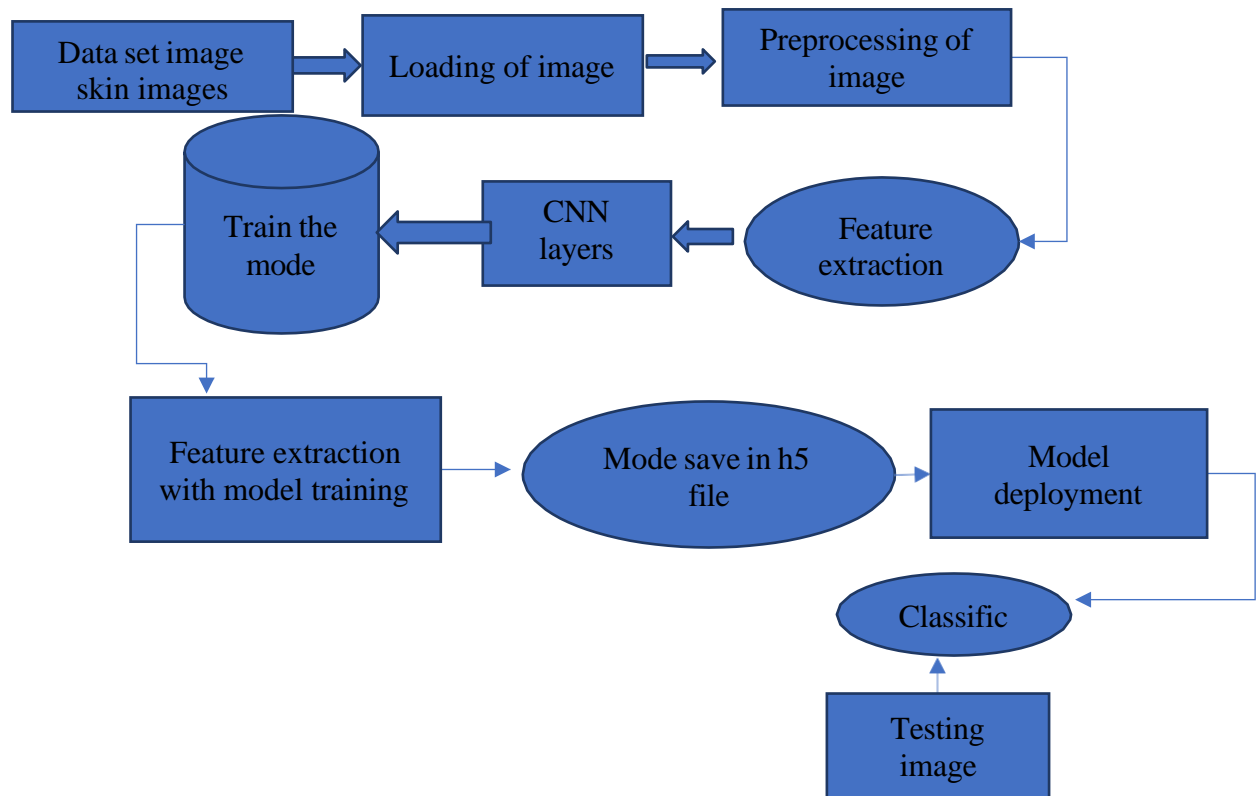 Data set image
skin images
Loading of image
Preprocessing of
image
Feature
extraction
CNN
layers
Train the
mode
Feature extraction
with model training
Mode save in h5
file
Model
deployment
Classific
Testing
image